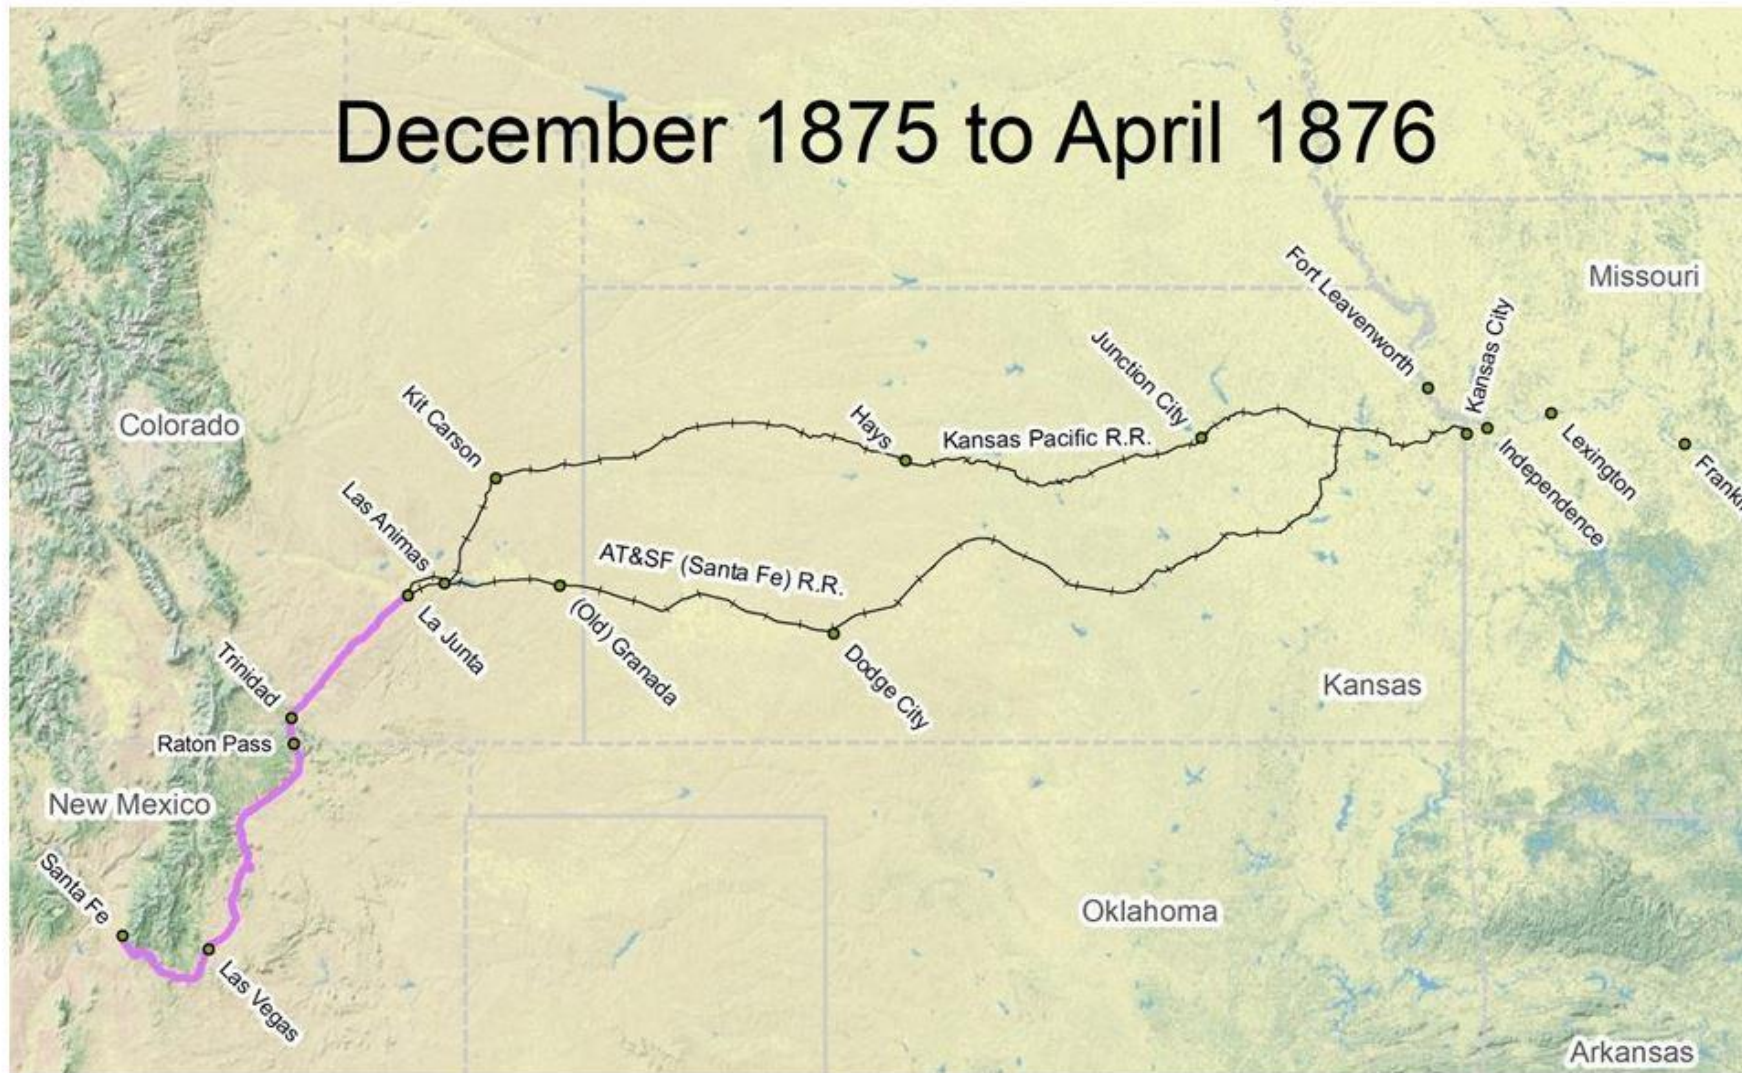 December 1875 to April 1876
Missouri
Fort Leavenworth
Kansas City
Junction City
Kit Carson
Hays
Kansas Pacific R.R.
Colorado
Lexington
Independence
Las Animas
AT&SF (Santa Fe) R.R.
La Junta
(Old) Granada
Dodge City
Trinidad
Kansas
Raton Pass
New Mexico
Santa Fe
Las Vegas
Oklahoma
Arkansas